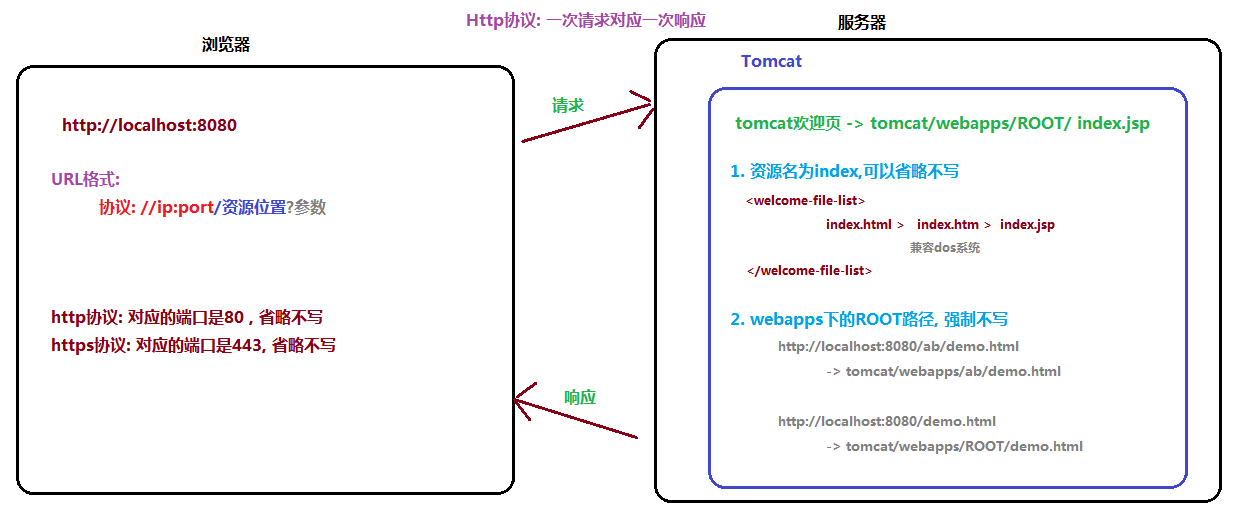 Http协议: 一次请求对应一次响应
浏览器
http://localhost:8080
URL格式:
协议: //ip:port/资源位置?参数
http协议: 对应的端口是80 , 省略不写
https协议: 对应的端口是443, 省略不写
请求
响应
服务器
Tomcat
tomcat欢迎页 -> tomcat/webapps/ROOT/ index.jsp
1. 资源名为index,可以省略不写
<welcome-file-list>
index.html > index.htm > index.jsp
兼容dos系统
</welcome-file-list>
2. webapps下的ROOT路径, 强制不写
http://localhost:8080/ab/demo.html
-> tomcat/webapps/ab/demo.html
http://localhost:8080/demo.html
-> tomcat/webapps/ROOT/demo.html